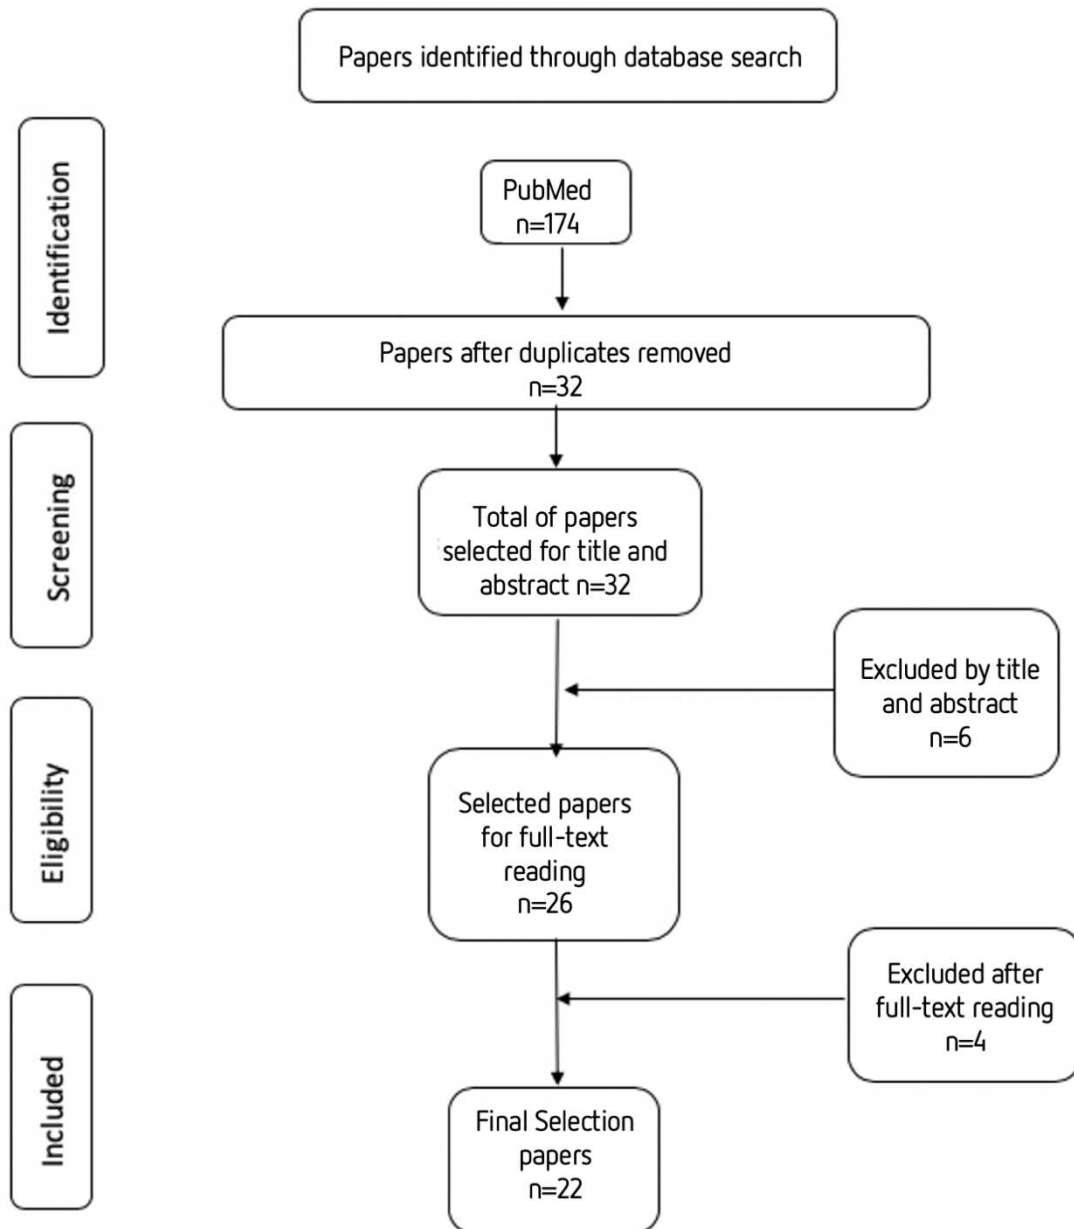 Papers identified through database search
Identification
PubMed
n=174
Papers after duplicates removed
n=32
Screening
Total of papers
selected for title and
abstract n=32
Excluded by title
and abstract
n=6
Eligibility
Selected papers
for full-text
reading
n=26
Excluded after
full-text reading
n=4
Included
Final Selection
papers
n=22